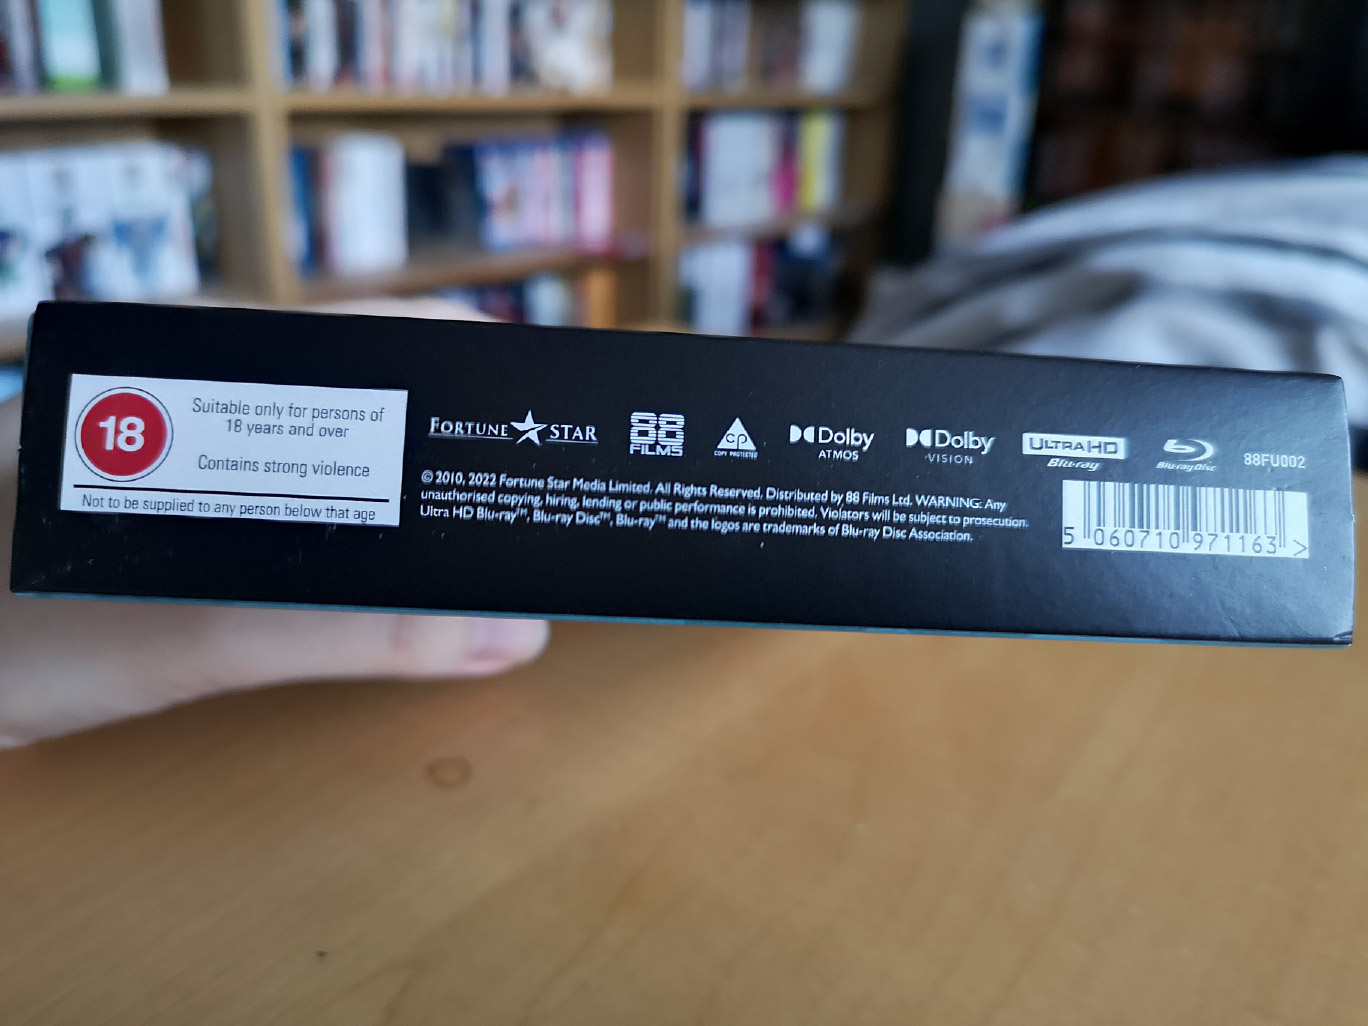 18
Suitable only for persons of
18 years and over
Contains strong violence
Not to be supplied to any person below that age
FORTUNE STAR
88
FILMS
CP
COPY PROTECTED
Dolby
ATMOS
Dolby
VISION
ULTRA HD
Blu-ray
Blu-ray Disc
88FU002
© 2010, 2022 Fortune Star Media Limited. All Rights Reserved. Distributed by 88 Films Ltd. WARNING: Any
unauthorised copying, hiring, lending or public performance is prohibited. Violators will be subject to prosecution.
Ultra HD Blu-ray™, Blu-ray Disc™, Blu-ray™ and the logos are trademarks of Blu-ray Disc Association.
5 060710 971163 >